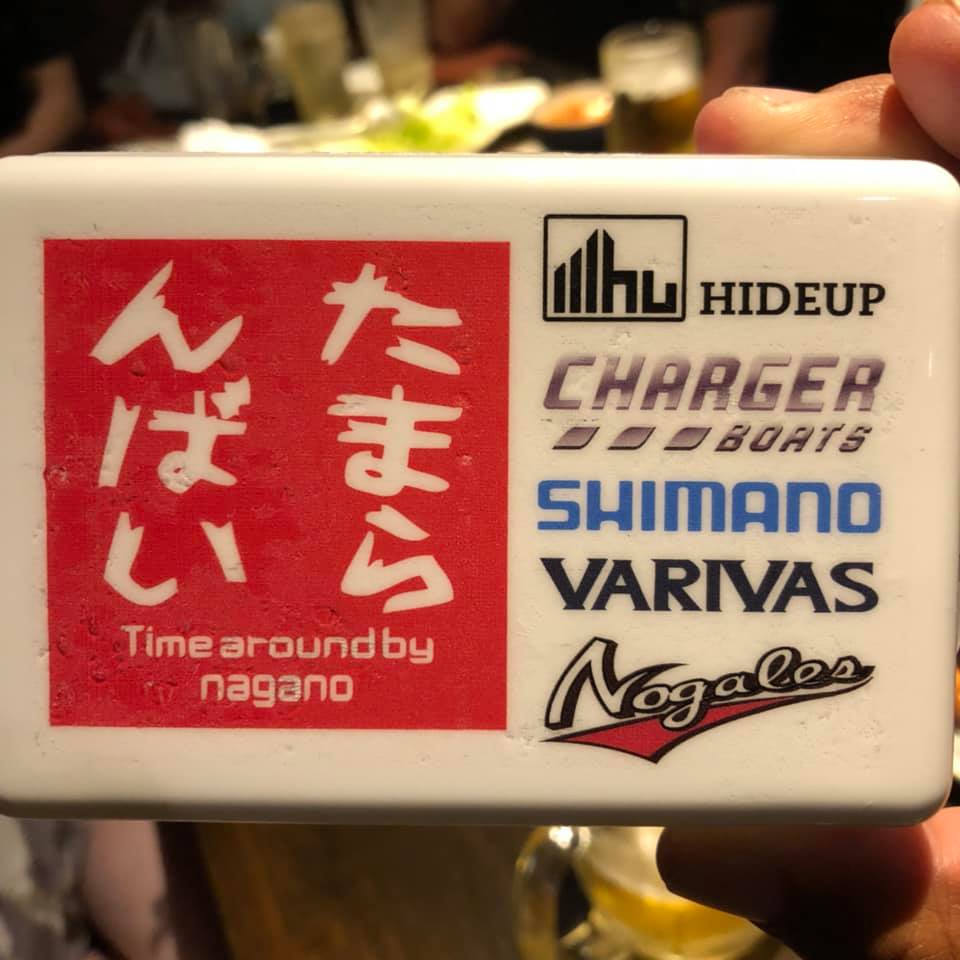 たまら
んばい
Time around by
nagano
hu HIDEUP
CHARGER
BOATS
SHIMANO
VARIVAS
Nogales